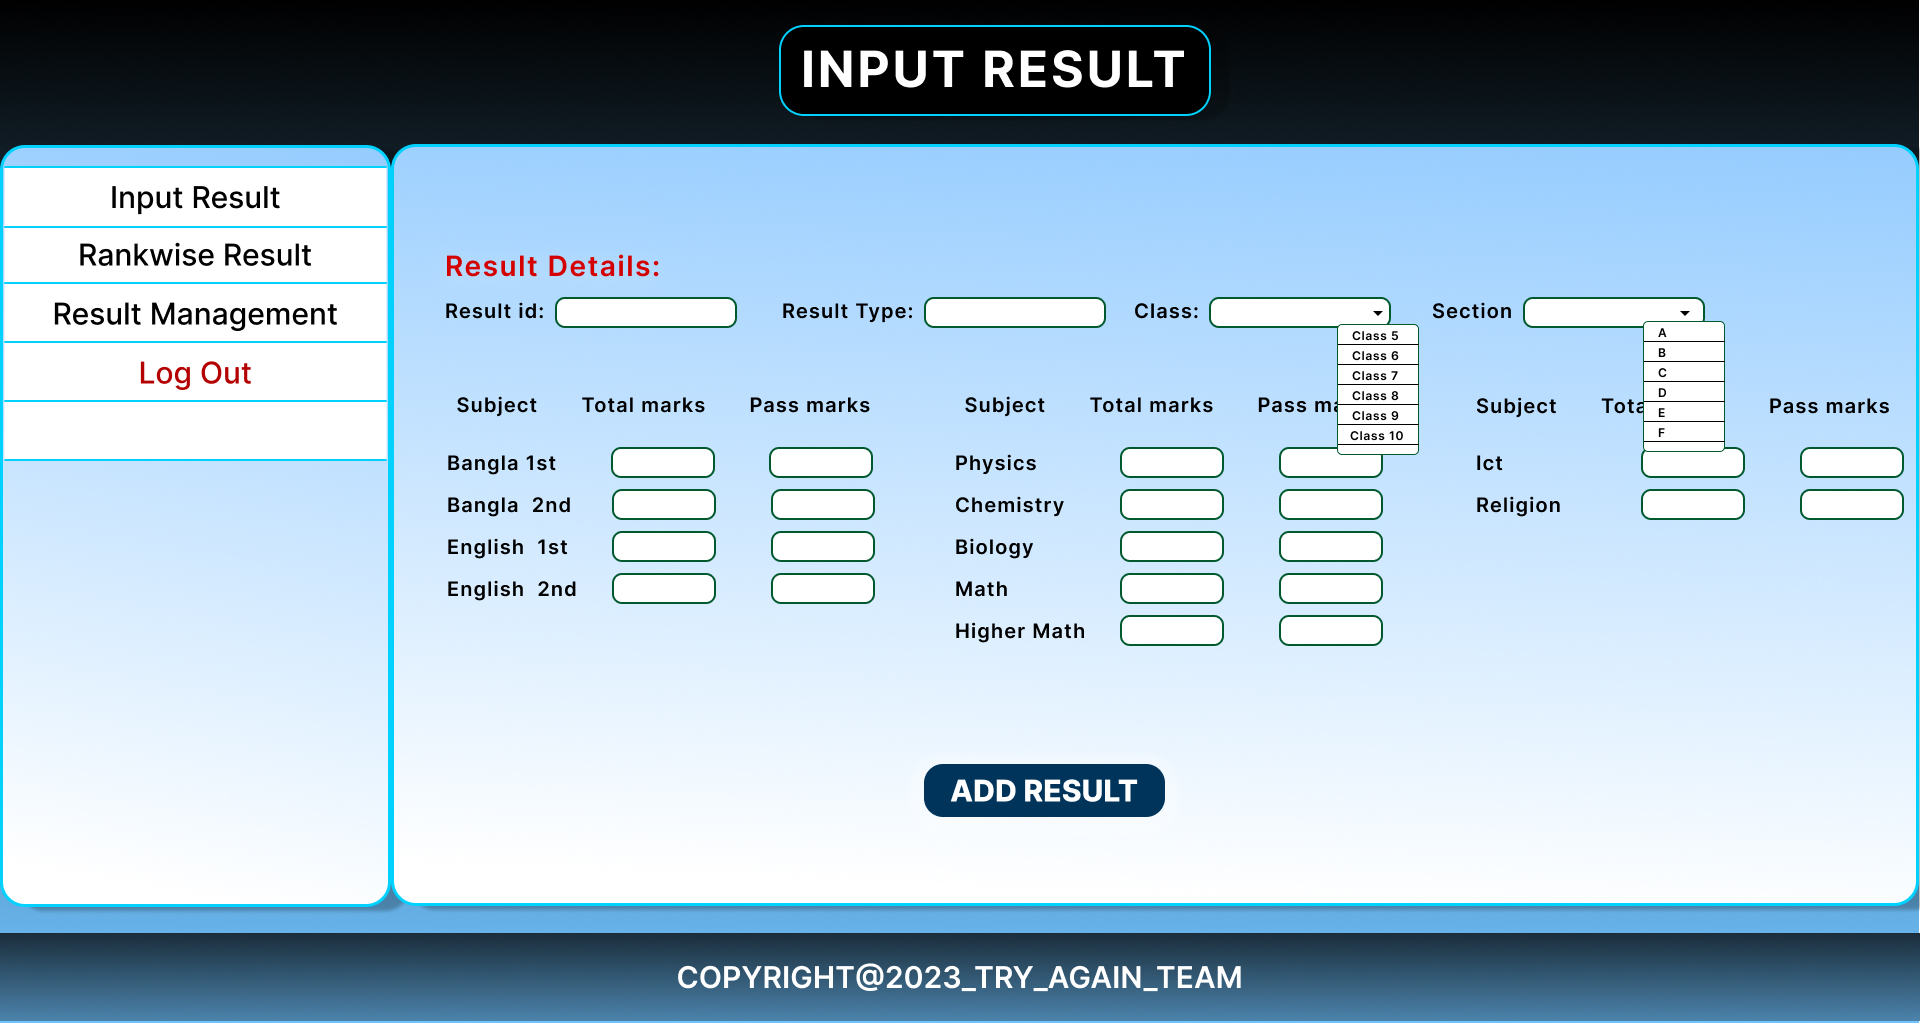 INPUT RESULT
Input Result
Rankwise Result
Result Management
Log Out
Result Details:
Result id: Result Type: Class: Section
Class 5
Class 6
Class 7
Class 8
Class 9
Class 10
A
B
C
D
E
F
Subject Total marks Pass marks
Bangla 1st
Bangla 2nd
English 1st
English 2nd
Subject Total marks Pass
Physics
Chemistry
Biology
Math
Higher Math
Subject Pass marks
Ict
Religion
ADD RESULT
COPYRIGHT@2023_TRY_AGAIN_TEAM